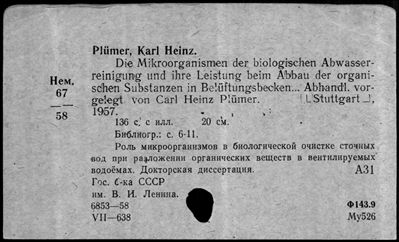 Plümer, Karl Heinz.
Die Mikroorganismen der biologischen Abwasser-
reinigung und ihre Leistung beim Abbau der organi-
schen Substanzen in Belüftungsbecken... Abhandl. vor-
gelegt von Carl Heinz Plümer. [Stuttgart],
1957.
Нем.
67
58
136 с. с илл. 20 см.
Библиогр.: с. 6-11.
Роль микроорганизмов в биологической очистке сточных
вод при разложении органических веществ в вентилируемых
водоёмах. Докторская диссертация. А31
Гос. б-ка СССР
им. В. И. Ленина.
6853—58 Ф143.9
VII—638 Му526